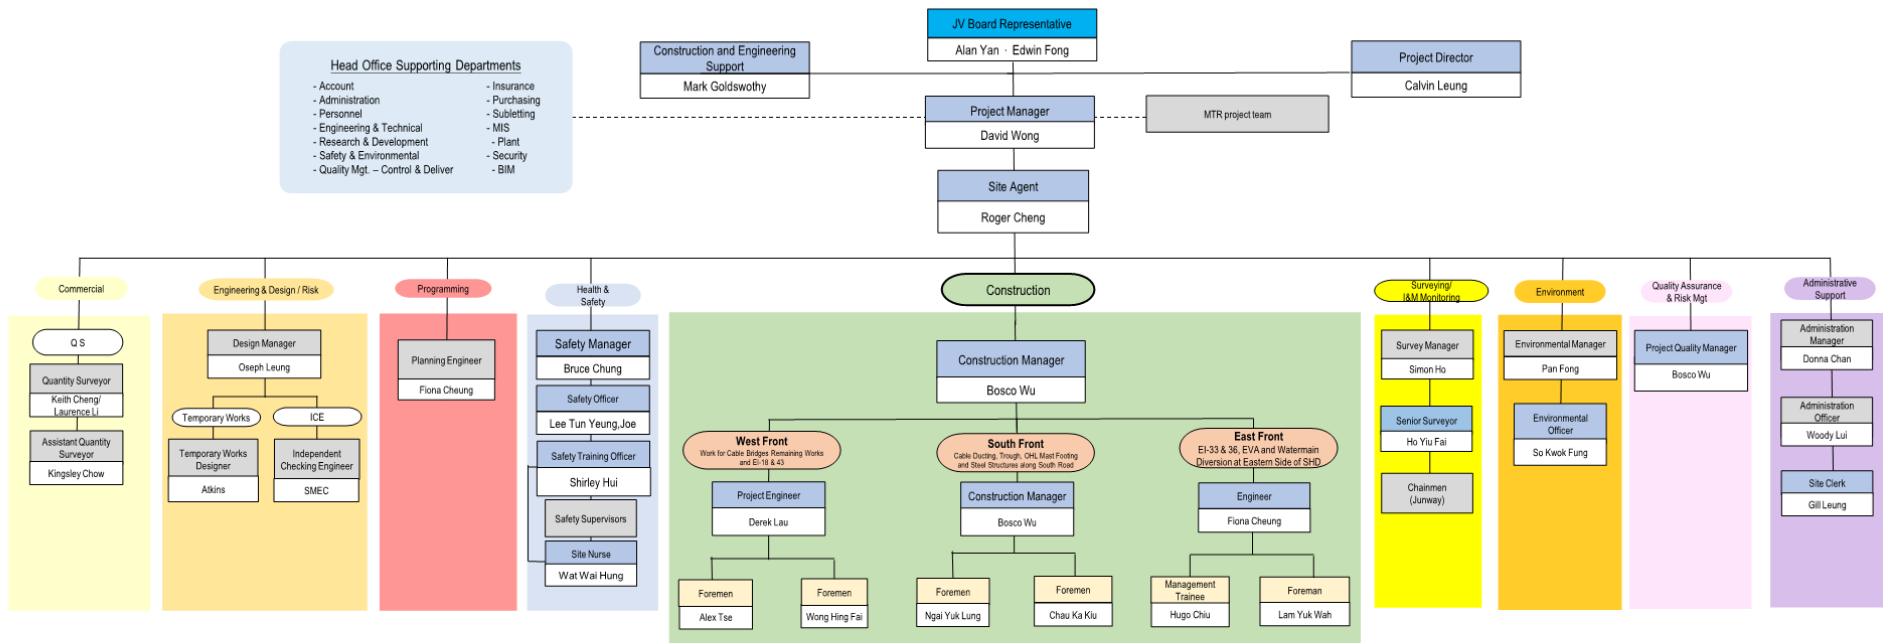 JV Board Representative
Alan Yan · Edwin Fong
Construction and Engineering
Support
Mark Goldswothy
Project Director
Calvin Leung
Head Office Supporting Departments
- Account
- Administration
- Personnel
- Engineering & Technical
- Research & Development
- Safety & Environmental
- Quality Mgt. – Control & Deliver
- Insurance
- Purchasing
- Subletting
- MIS
- Plant
- Security
- BIM
Project Manager
David Wong
MTR project team
Site Agent
Roger Cheng
Commercial
Q S
Quantity Surveyor
Keith Cheng/
Laurence Li
Assistant Quantity
Surveyor
Kingsley Chow
Engineering & Design / Risk
Design Manager
Oseph Leung
Temporary Works
Temporary Works
Designer
Atkins
ICE
Independent
Checking Engineer
SMEC
Programming
Planning Engineer
Fiona Cheung
Health &
Safety
Safety Manager
Bruce Chung
Safety Officer
Lee Tun Yeung,Joe
Safety Training Officer
Shirley Hui
Safety Supervisors
Site Nurse
Wat Wai Hung
Construction
Construction Manager
Bosco Wu
West Front
Work for Cable Bridges Remaining Works
and EI-18 & 43
Project Engineer
Derek Lau
Foremen
Alex Tse
Foremen
Wong Hing Fai
South Front
Cable Ducting, Trough, OHL Mast Footing
and Steel Structures along South Road
Construction Manager
Bosco Wu
Foremen
Ngai Yuk Lung
Foremen
Chau Ka Kiu
East Front
EI-33 & 36, EVA and Watermain
Diversion at Eastern Side of SHD
Engineer
Fiona Cheung
Management
Trainee
Hugo Chiu
Foreman
Lam Yuk Wah
Surveying/
I&M Monitoring
Survey Manager
Simon Ho
Senior Surveyor
Ho Yiu Fai
Chainmen
(Junway)
Environment
Environmental Manager
Pan Fong
Environmental
Officer
So Kwok Fung
Quality Assurance
& Risk Mgt
Project Quality Manager
Bosco Wu
Administrative
Support
Administration
Manager
Donna Chan
Administration
Officer
Woody Lui
Site Clerk
Gill Leung